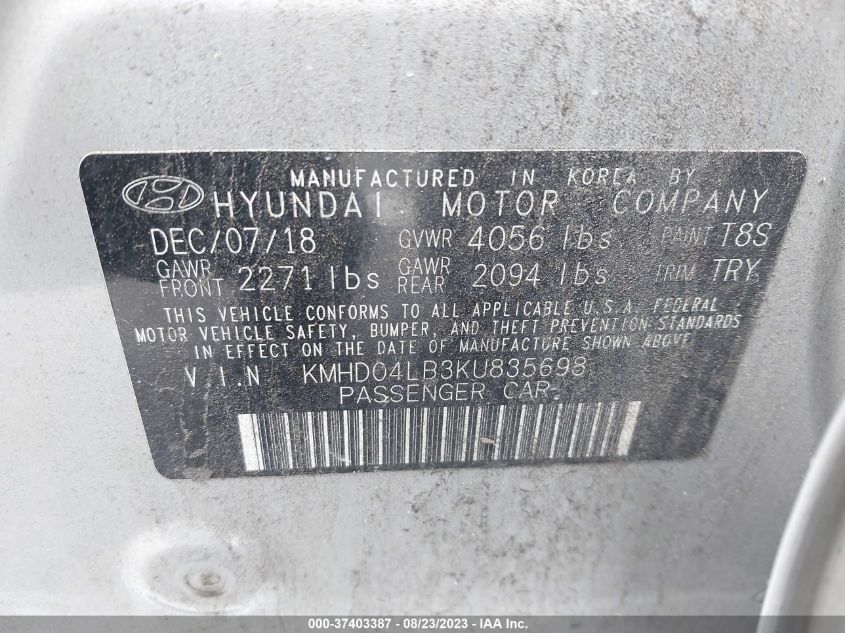 MANUFACTURED IN KOREA BY
HYUNDAI MOTOR COMPANY
DEC/07/18 GVWR 4056 lbs PAINT T8S
GAWR FRONT 2271 lbs GAWR REAR 2094 lbs TRIM TRY
THIS VEHICLE CONFORMS TO ALL APPLICABLE U.S.A. FEDERAL
MOTOR VEHICLE SAFETY, BUMPER, AND THEFT PREVENTION STANDARDS
IN EFFECT ON THE DATE OF MANUFACTURE SHOWN ABOVE.
V I N KMHD04LB3KU835698
PASSENGER CAR
000-37403387 - 08/23/2023 - IAA Inc.